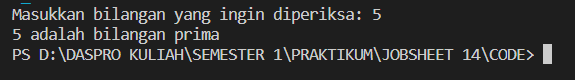 Masukkan bilangan yang ingin diperiksa: 5
5 adalah bilangan prima
PS D:\DASPRO KULIAH\SEMESTER 1\PRAKTIKUM\JOBSHEET 14\CODE>